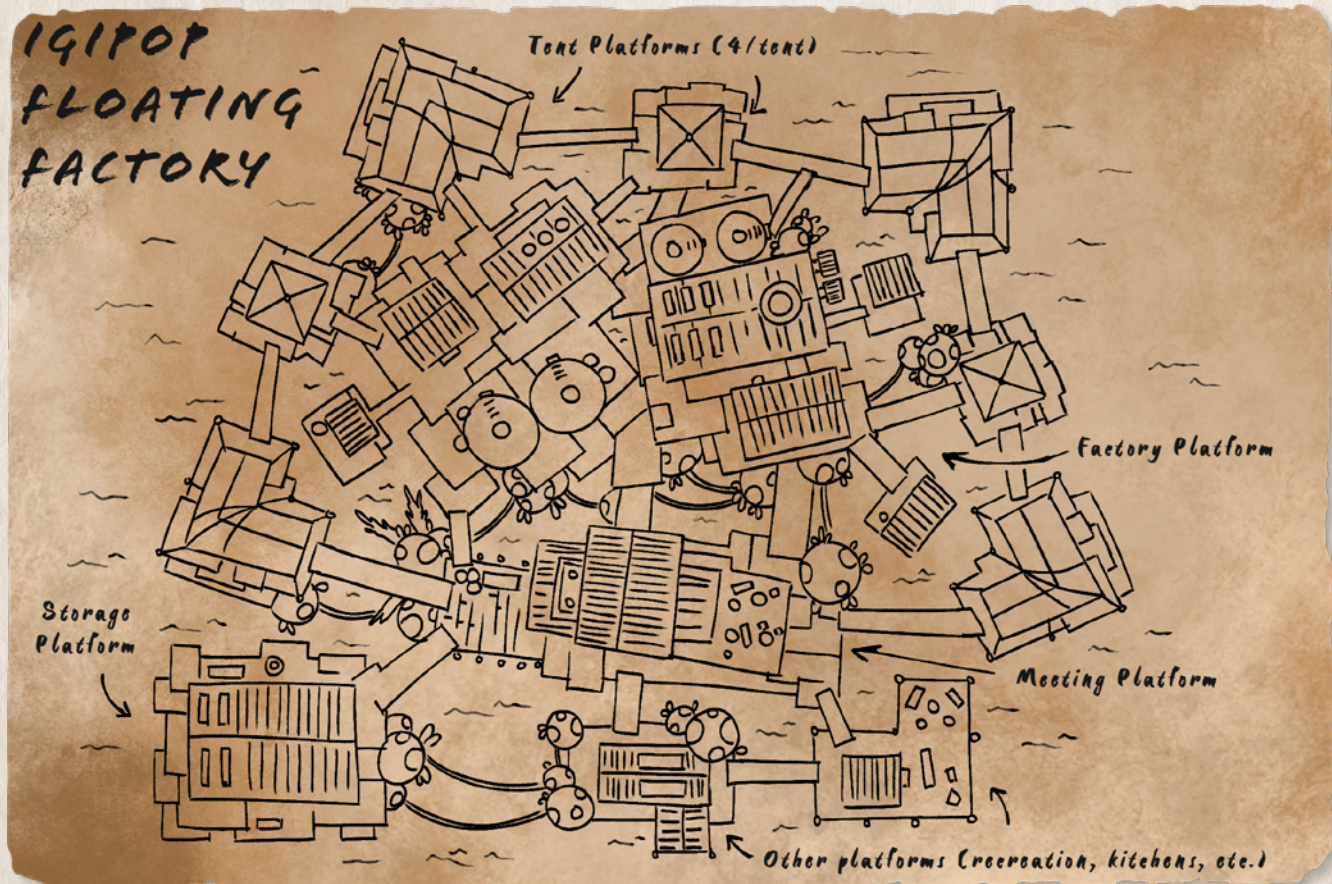 IGIPOP
FLOATING
FACTORY
Tent Platforms (4/tent)
Factory Platform
Storage
Platform
Meeting Platform
Other platforms (recreation, kitchens, etc.)